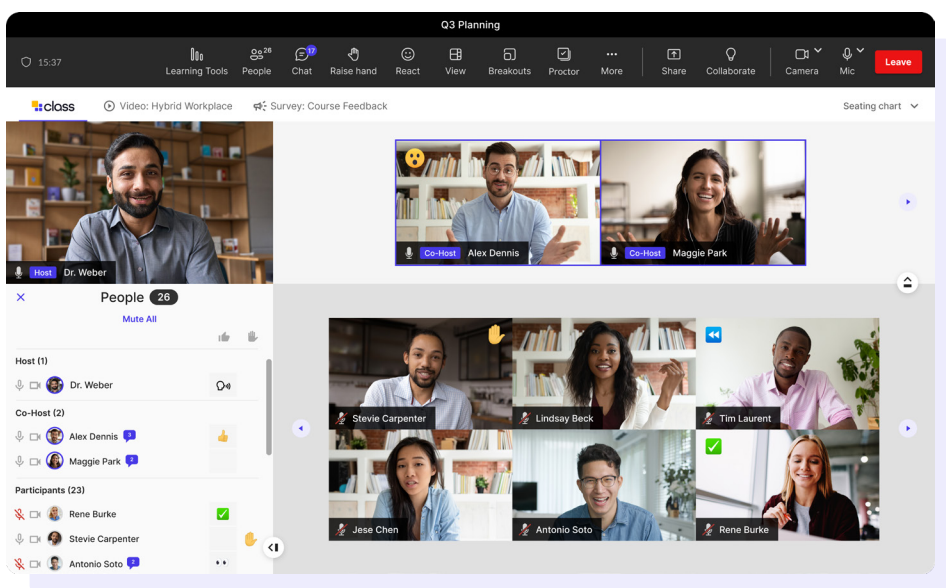 Q3 Planning
15:37
Learning Tools
People 26
Chat 17
Raise hand
React
View
Breakouts
Proctor
More
Share
Collaborate
Camera
Mic
Leave
class
Video: Hybrid Workplace
Survey: Course Feedback
Seating chart
Host Dr. Weber
Co-Host Alex Dennis
Co-Host Maggie Park
People 26
Mute All
Host (1)
Dr. Weber
Co-Host (2)
Alex Dennis 3
Maggie Park 2
Participants (23)
Rene Burke
Stevie Carpenter
Antonio Soto 2
Stevie Carpenter
Lindsay Beck
Tim Laurent
Jese Chen
Antonio Soto
Rene Burke